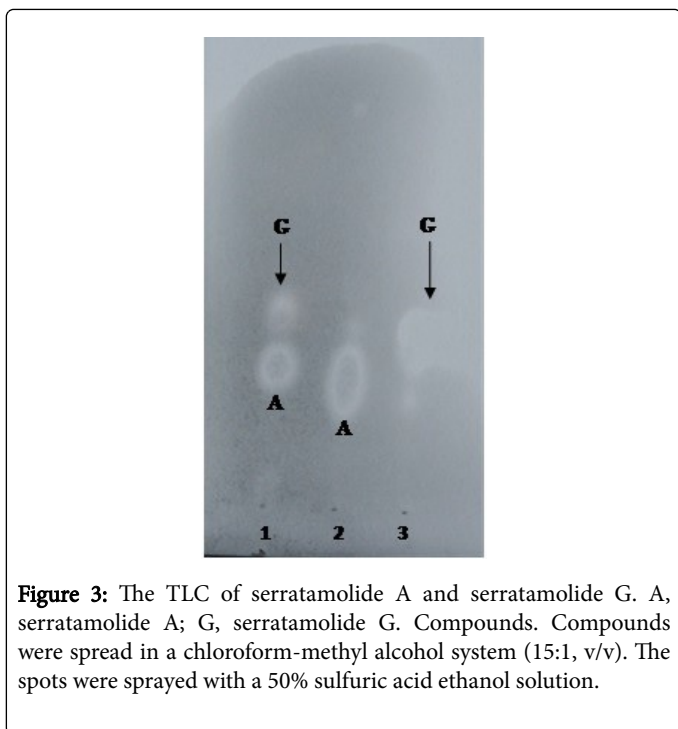 G G
A
A
1 2 3
Figure 3: The TLC of serratamolide A and serratamolide G. A,
serratamolide A; G, serratamolide G. Compounds. Compounds
were spread in a chloroform-methyl alcohol system (15:1, v/v). The
spots were sprayed with a 50% sulfuric acid ethanol solution.